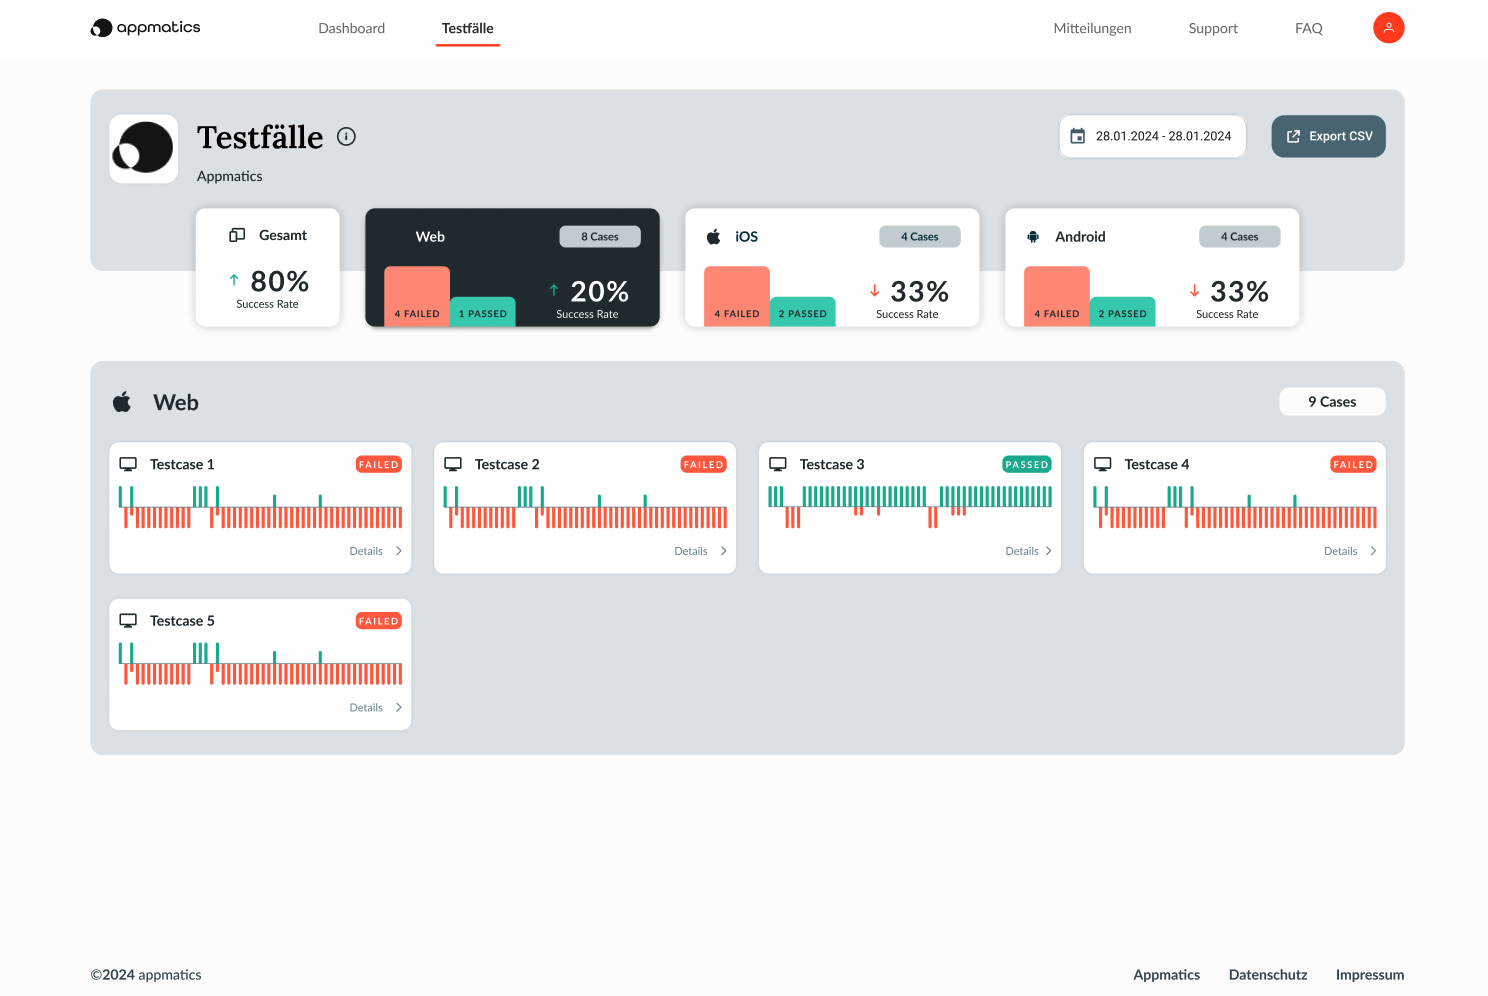 appmatics
Dashboard
Testfälle
Mitteilungen
Support
FAQ
Testfälle
Appmatics
28.01.2024 - 28.01.2024
Export CSV
Gesamt
80%
Success Rate
Web
8 Cases
4 FAILED
1 PASSED
20%
Success Rate
iOS
4 Cases
4 FAILED
2 PASSED
33%
Success Rate
Android
4 Cases
4 FAILED
2 PASSED
33%
Success Rate
Web
9 Cases
Testcase 1
FAILED
Details
Testcase 2
FAILED
Details
Testcase 3
PASSED
Details
Testcase 4
FAILED
Details
Testcase 5
FAILED
Details
©2024 appmatics
Appmatics
Datenschutz
Impressum